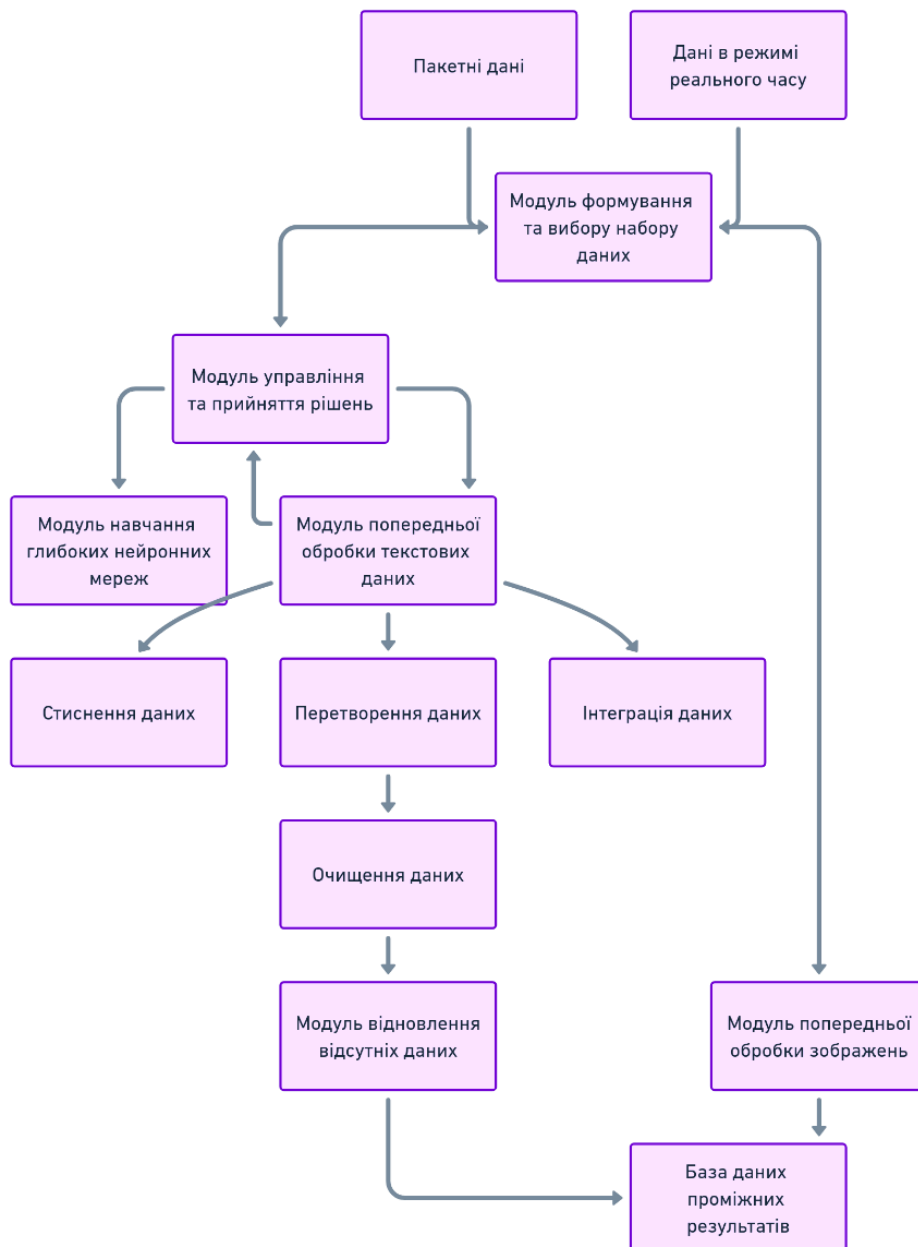 Пакетні дані
Дані в режимі
реального часу
Модуль формування
та вибору набору
даних
Модуль управління
та прийняття рішень
Модуль навчання
глибоких нейронних
мереж
Модуль попередньої
обробки текстових
даних
Стиснення даних
Перетворення даних
Інтеграція даних
Очищення даних
Модуль відновлення
відсутніх даних
Модуль попередньої
обробки зображень
База даних
проміжних
результатів